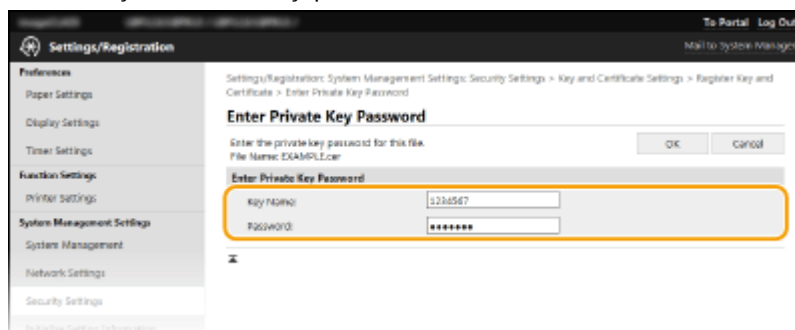 To Portal Log Out
Settings/Registration
Mail to System Manager
Preferences
Paper Settings
Display Settings
Timer Settings
Function Settings
Printer Settings
System Management Settings
System Management
Network Settings
Security Settings
Settings/Registration: System Management Settings: Security Settings > Key and Certificate Settings > Register Key and
Certificate > Enter Private Key Password
Enter Private Key Password
Enter the private key password for this file.
File Name: EXAMPLE.cer
OK Cancel
Enter Private Key Password
Key Name: 1234567
Password: •••••••